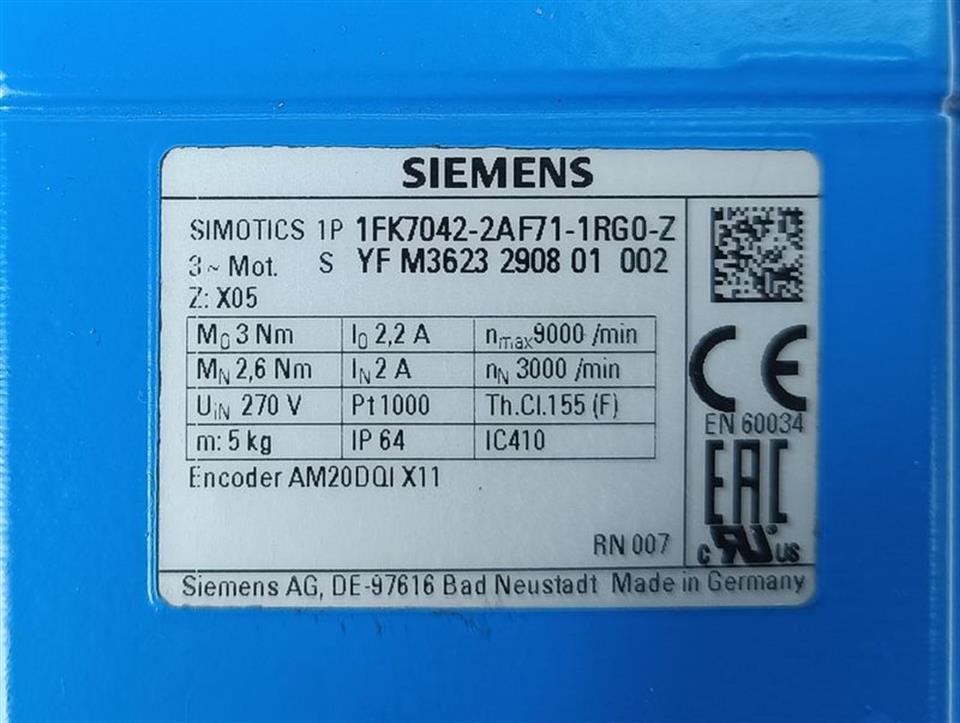 SIEMENS
SIMOTICS 1P 1FK7042-2AF71-1RG0-Z
3~ Mot. S YF M3623 2908 01 002
Z: X05
M0 3 Nm I0 2,2 A nmax9000 /min
MN 2,6 Nm IN 2 A nN 3000 /min
UiN 270 V Pt1000 Th.Cl.155 (F)
m: 5 kg IP 64 IC410
Encoder AM20DQI X11
RN 007
CE
EN 60034
EAC
c RU US
Siemens AG, DE-97616 Bad Neustadt Made in Germany